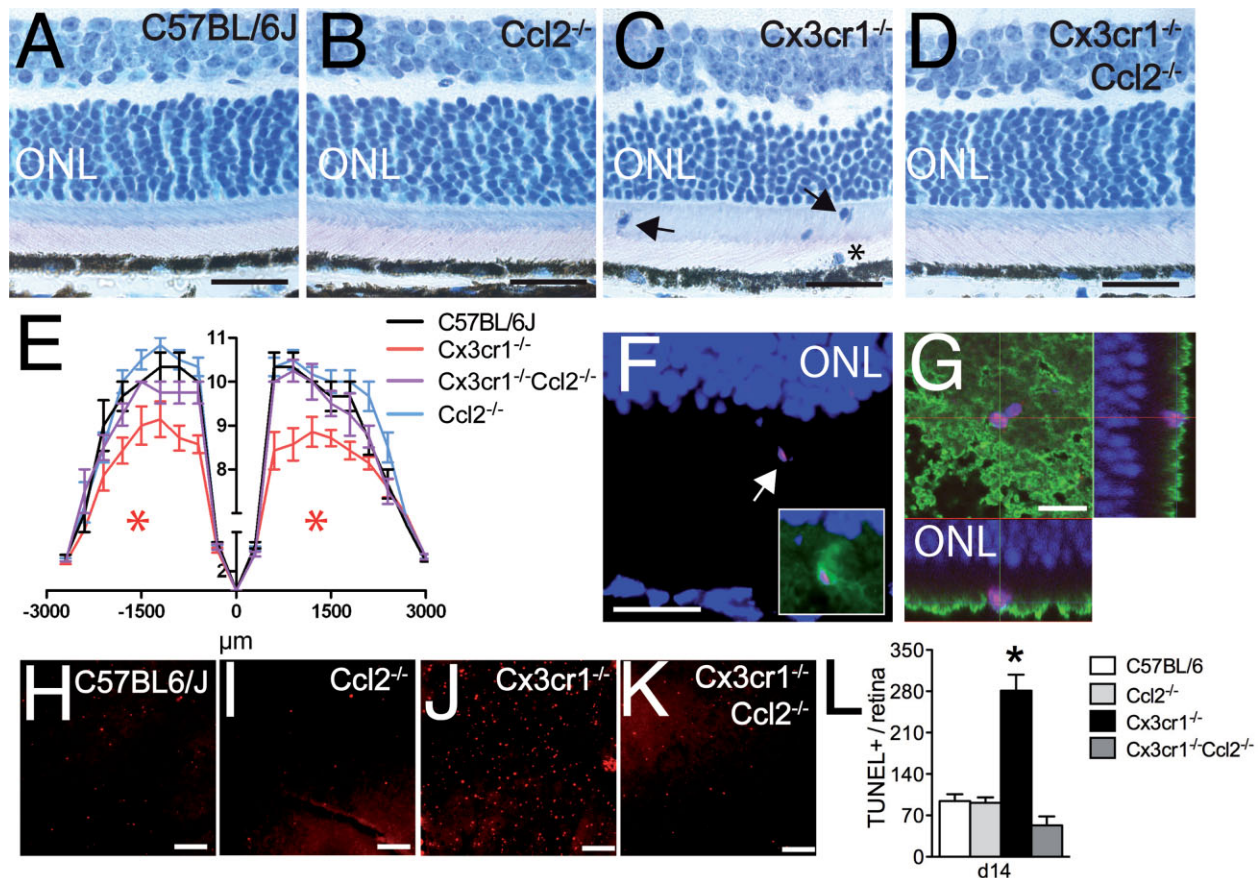 A C57BL/6J
B Ccl2-/-
C Cx3cr1-/-
D Cx3cr1-/-
Ccl2-/-
ONL
ONL
*
E
C57BL/6J
Cx3cr1-/-
Cx3cr1-/-Ccl2-/-
Ccl2-/-
11
10
9
8
2
* *
-3000 -1500 0 1500 3000
µm
F ONL
G
ONL
H C57BL6/J
I Ccl2-/-
J Cx3cr1-/-
K Cx3cr1-/-
Ccl2-/-
L
TUNEL+ / retina
350
280
210
140
70
0
*
d14
C57BL/6
Ccl2-/-
Cx3cr1-/-
Cx3cr1-/-Ccl2-/-